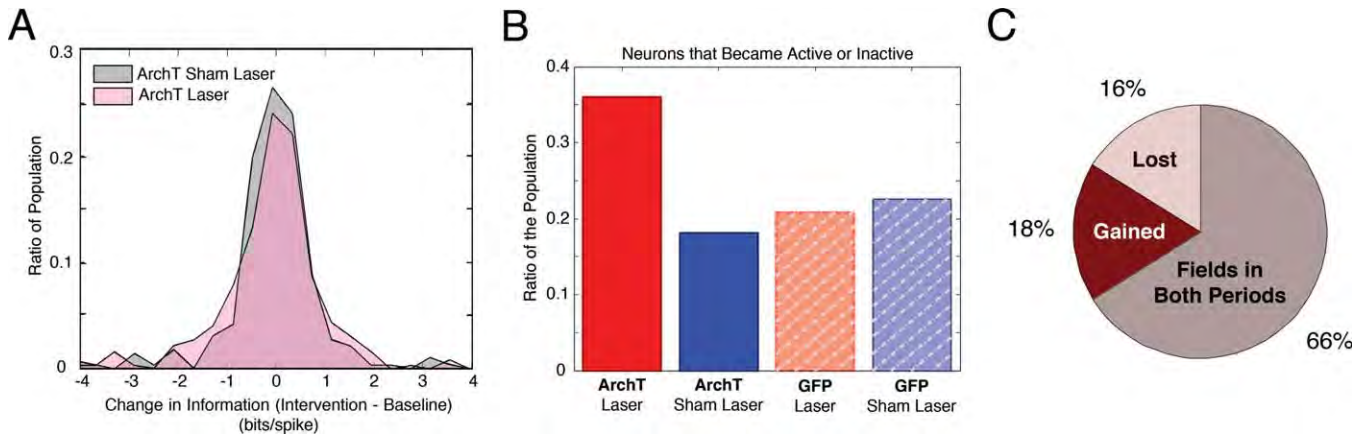 A
0.3
0.2
0.1
0
Ratio of Population
ArchT Sham Laser
ArchT Laser
-4 -3 -2 -1 0 1 2 3 4
Change in Information (Intervention - Baseline)
(bits/spike)
B
Neurons that Became Active or Inactive
0.4
0.3
0.2
0.1
0
Ratio of the Population
ArchT
Laser
ArchT
Sham Laser
GFP
Laser
GFP
Sham Laser
C
16%
Lost
18%
Gained
Fields in
Both Periods
66%